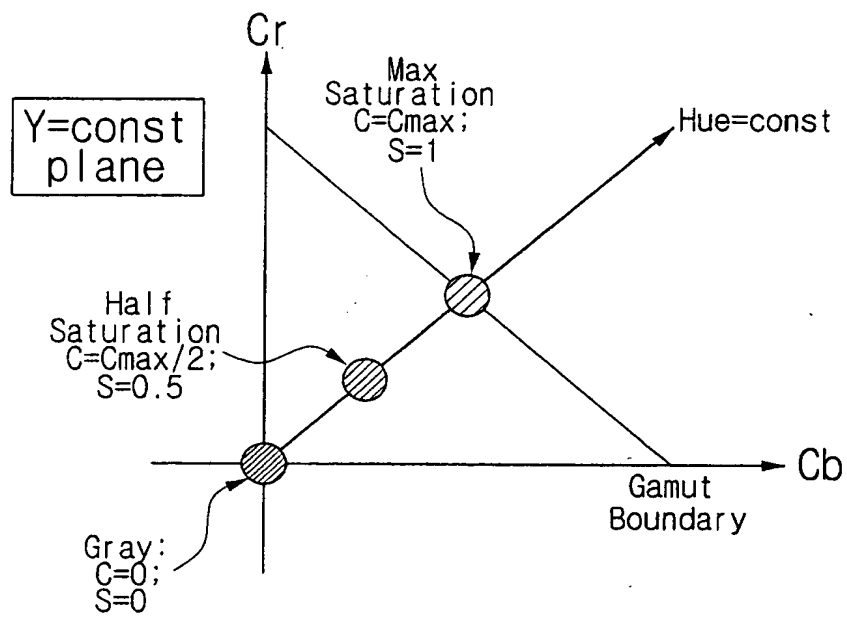 Cr
Y=const
plane
Max
Saturation
C=Cmax;
S=1
Hue=const
Half
Saturation
C=Cmax/2;
S=0.5
Cb
Gamut
Boundary
Gray:
C=0;
S=0